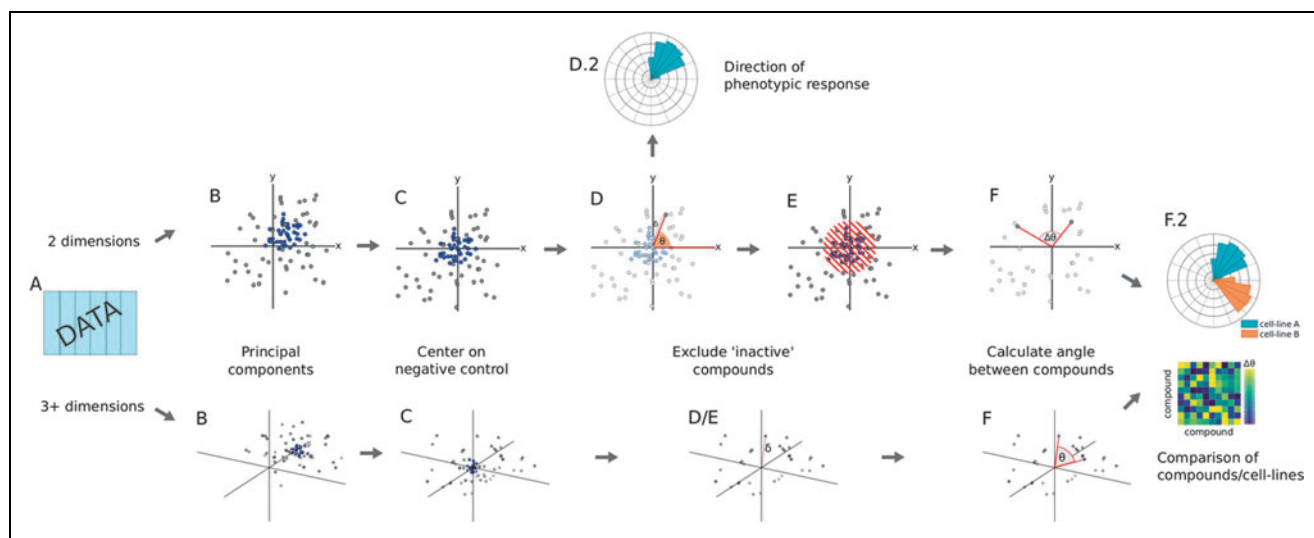 D.2
Direction of
phenotypic response
B
y
x
C
y
x
D
y
x
δ
θ
E
y
x
F
y
x
Δθ
F.2
cell-line A
cell-line B
2 dimensions
A
DATA
3+ dimensions
Principal
components
Center on
negative control
Exclude 'inactive'
compounds
Calculate angle
between compounds
B
C
D/E
δ
F
θ
Δθ
compound
compound
Comparison of
compounds/cell-lines